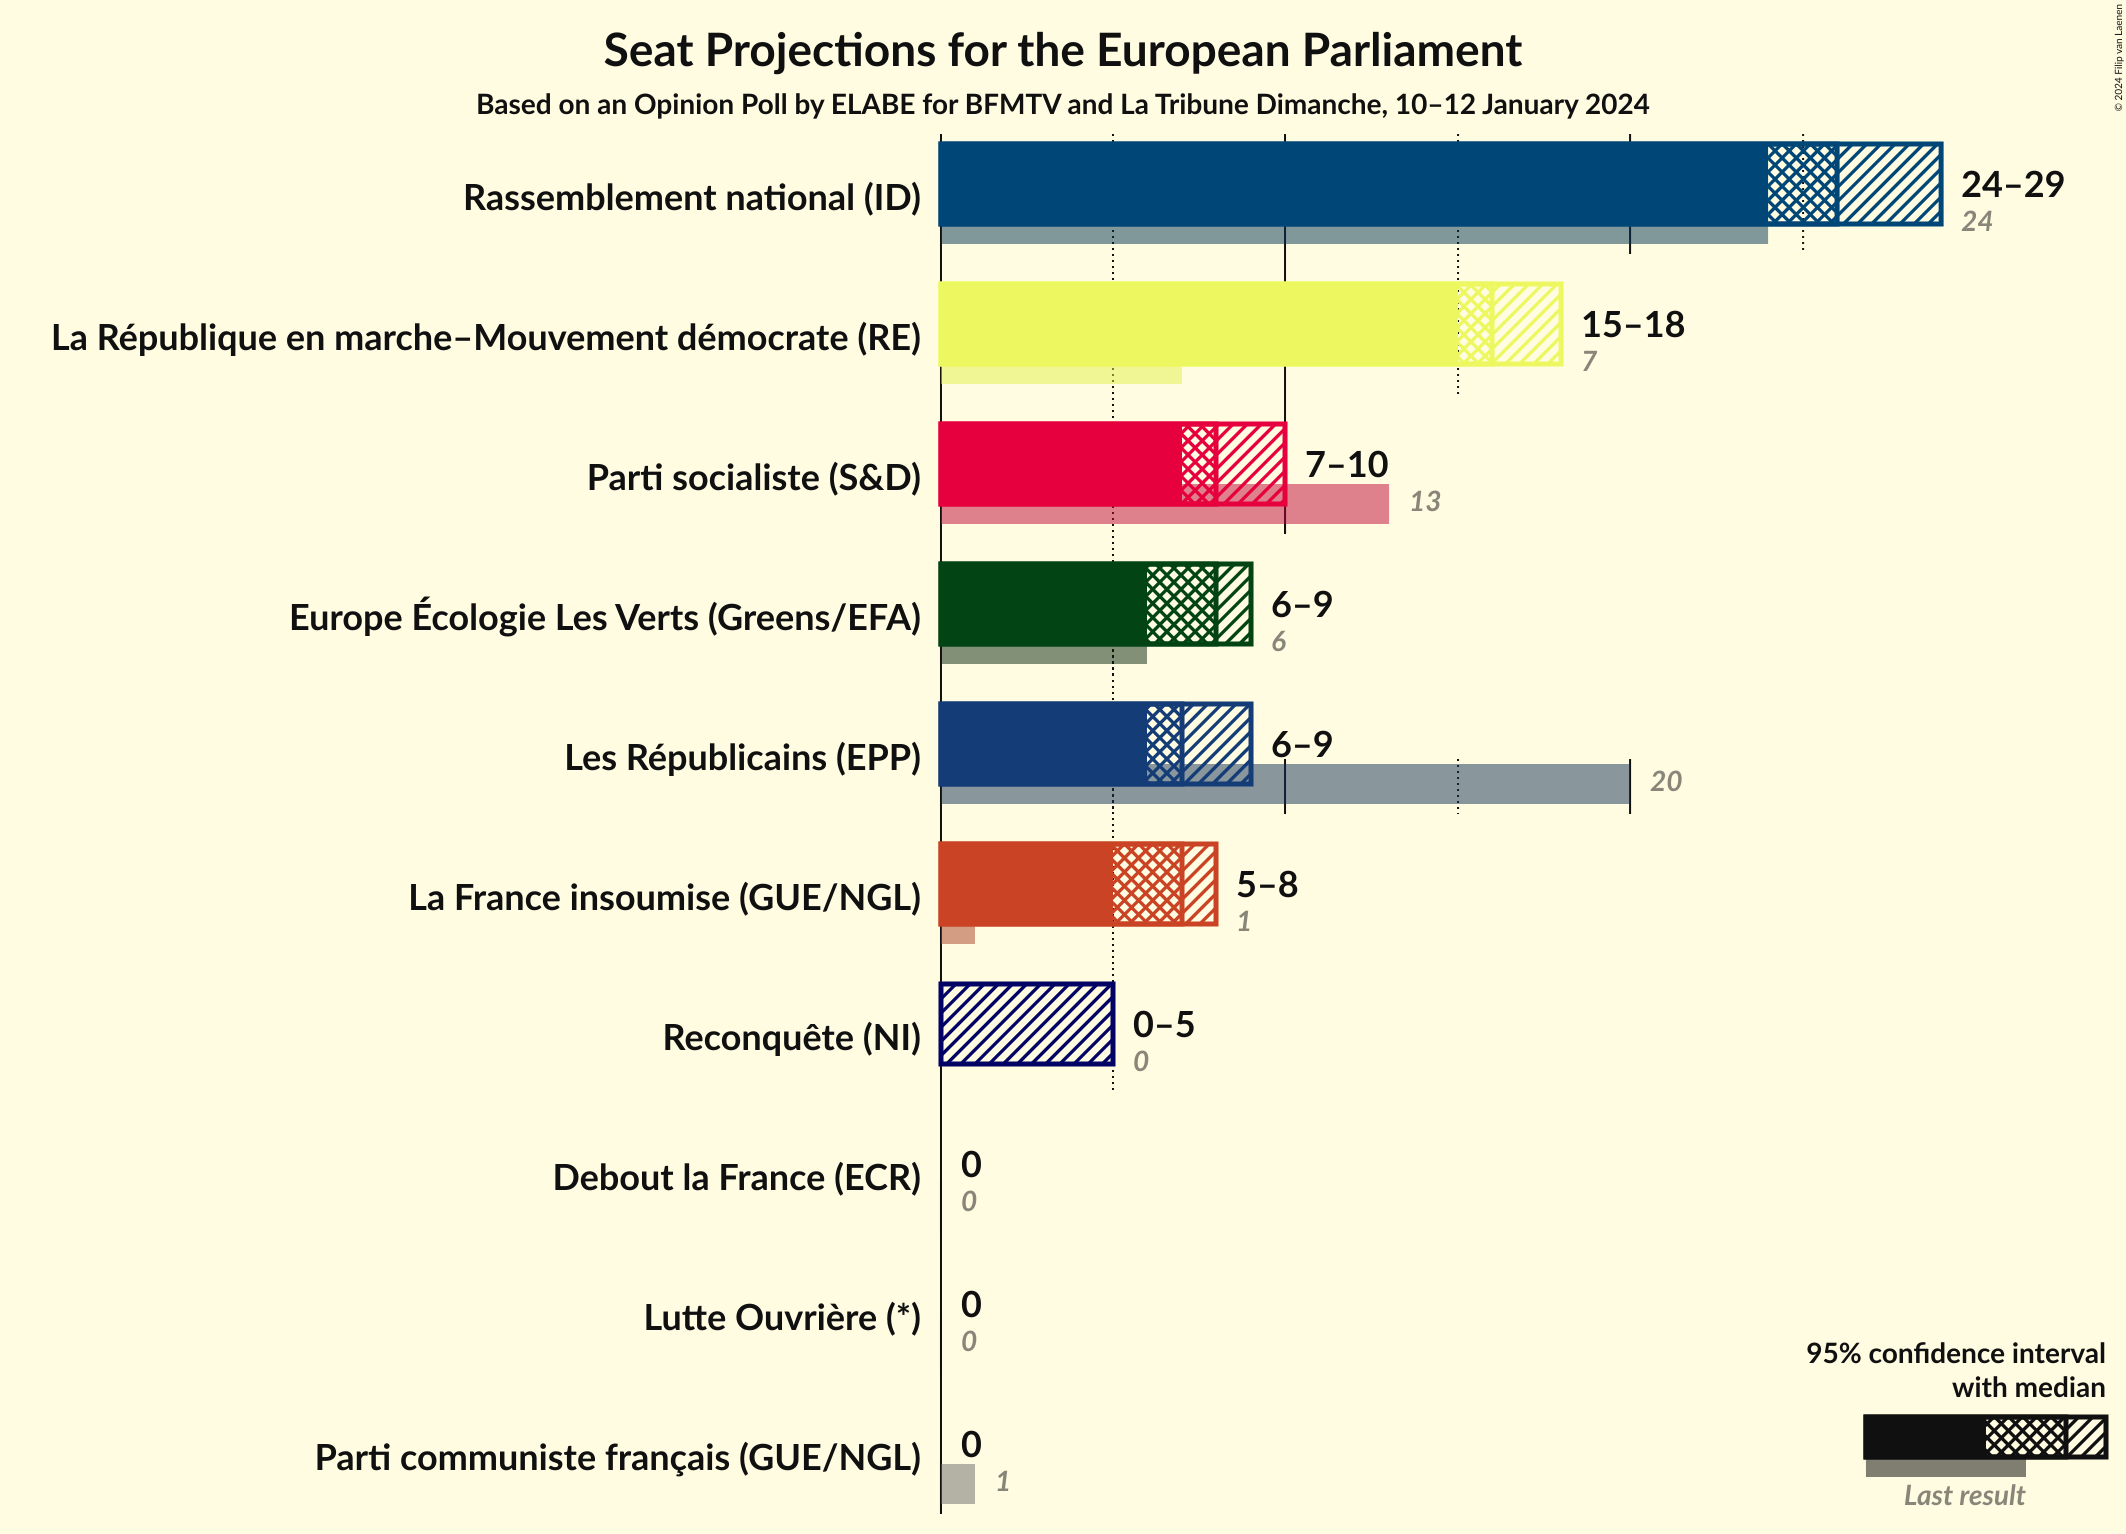 Seat Projections for the European Parliament
Based on an Opinion Poll by ELABE for BFMTV and La Tribune Dimanche, 10–12 January 2024
© 2024 Filip van Laenen
Rassemblement national (ID)
24–29
24
La République en marche–Mouvement démocrate (RE)
15–18
7
Parti socialiste (S&D)
7–10
13
Europe Écologie Les Verts (Greens/EFA)
6–9
6
Les Républicains (EPP)
6–9
20
La France insoumise (GUE/NGL)
5–8
1
Reconquête (NI)
0–5
0
Debout la France (ECR)
0
0
Lutte Ouvrière (*)
0
0
Parti communiste français (GUE/NGL)
0
1
95% confidence interval
with median
Last result